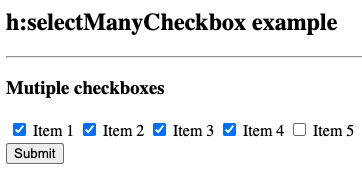 h:selectManyCheckbox example
Mutiple checkboxes
Item 1 Item 2 Item 3 Item 4 Item 5
Submit